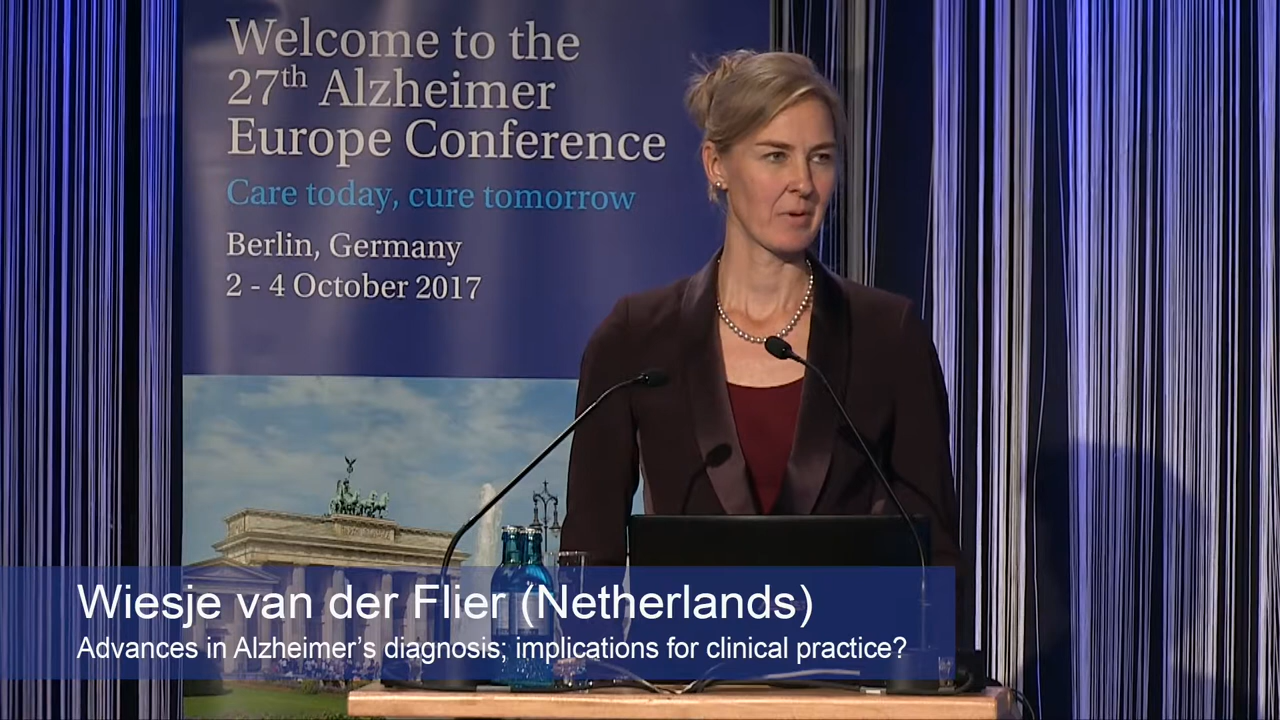 Welcome to the
27th Alzheimer
Europe Conference
Care today, cure tomorrow
Berlin, Germany
2 - 4 October 2017
Wiesje van der Flier (Netherlands)
Advances in Alzheimer's diagnosis; implications for clinical practice?